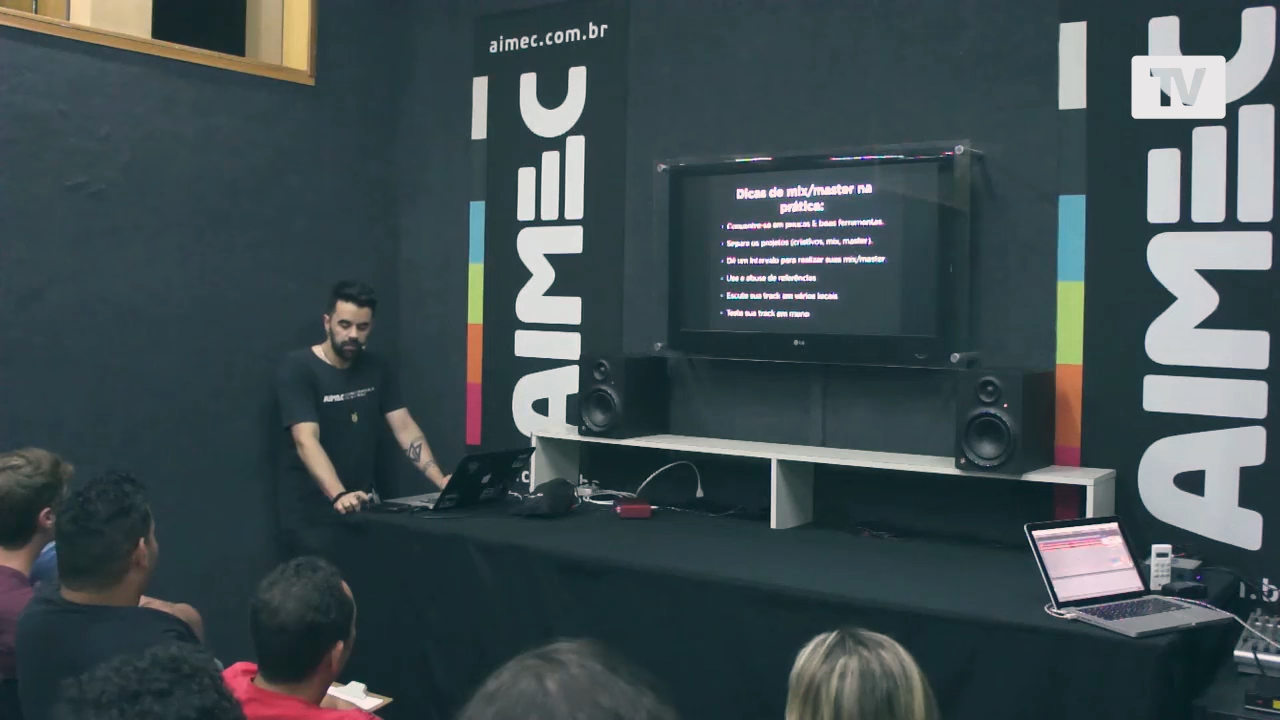 aimec.com.br
AIMEC
TV
AIMEC
Dicas de mix/master na
prática:
Concentre-se em poucas & boas ferramentas.
Separe os projetos (criativos, mix, master).
Dê um intervalo para realizar suas mix/master
Use e abuse de referências
Escute sua track em vários locais
Teste sua track em mono
LG
AIMEC